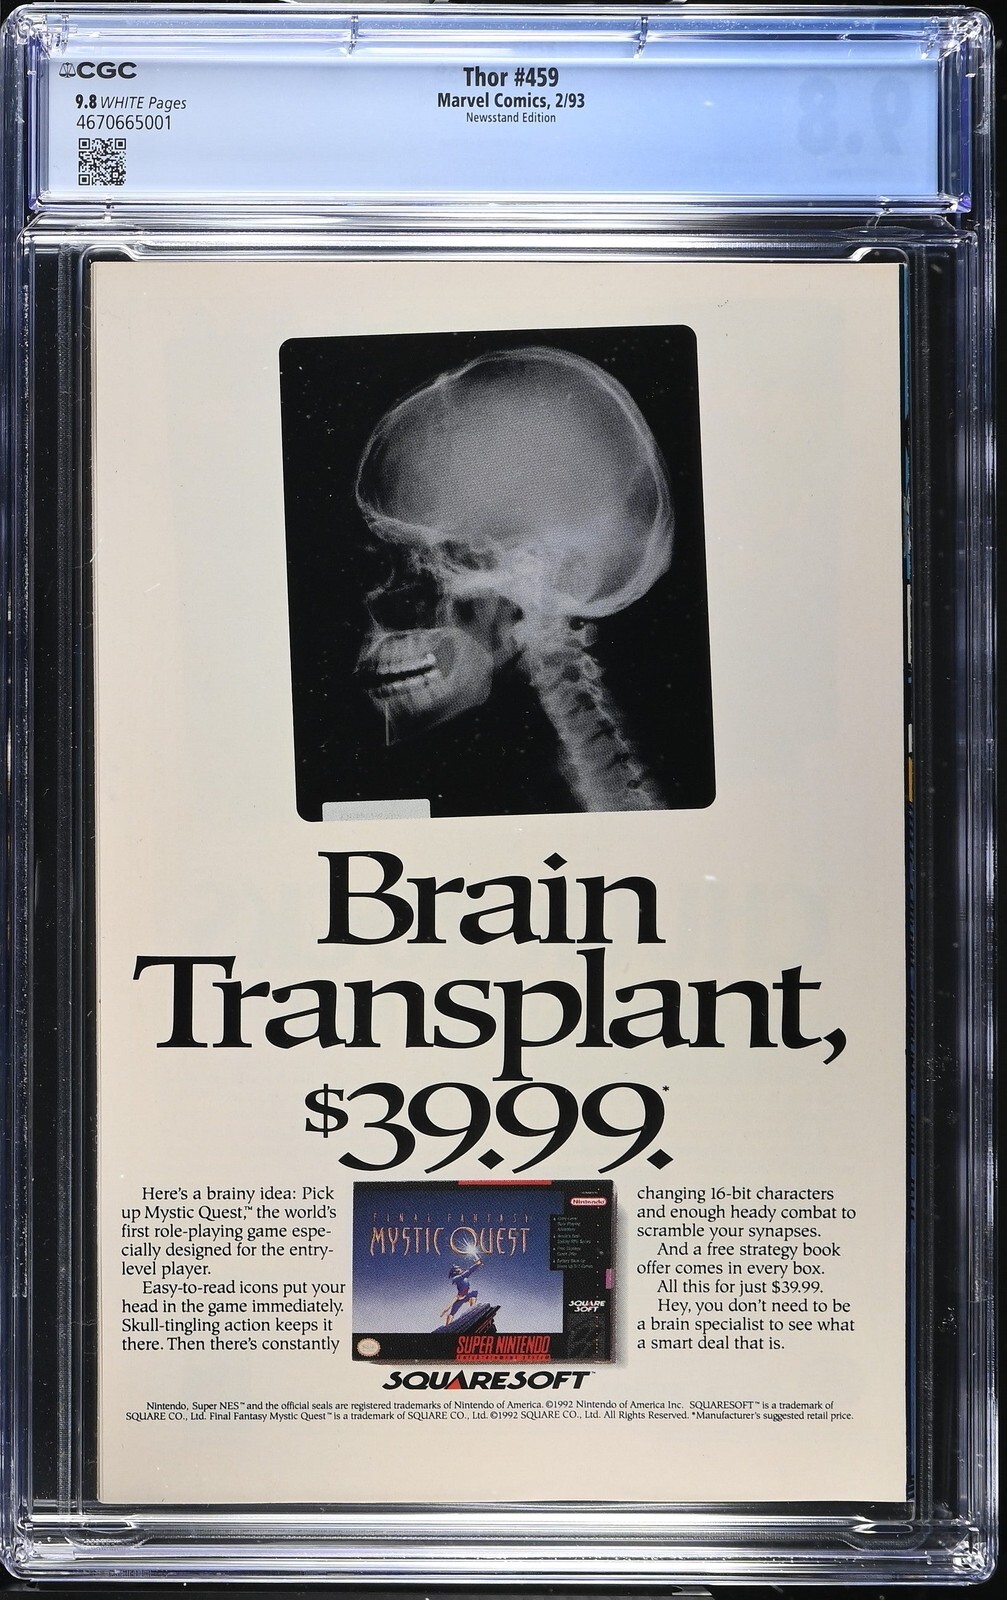 CGC
9.8 WHITE Pages
4670665001
Thor #459
Marvel Comics, 2/93
Newsstand Edition
Brain
Transplant,
$39.99.*
Here's a brainy idea: Pick
up Mystic Quest,™ the world's
first role-playing game espe-
cially designed for the entry-
level player.
Easy-to-read icons put your
head in the game immediately.
Skull-tingling action keeps it
there. Then there's constantly
FINAL FANTASY
MYSTIC QUEST
Nintendo
SQUARE
SOFT
SUPER NINTENDO
ENTERTAINMENT SYSTEM
SQUARESOFT™
changing 16-bit characters
and enough heady combat to
scramble your synapses.
And a free strategy book
offer comes in every box.
All this for just $39.99.
Hey, you don't need to be
a brain specialist to see what
a smart deal that is.
Nintendo, Super NES™ and the official seals are registered trademarks of Nintendo of America. ©1992 Nintendo of America Inc. SQUARESOFT™ is a trademark of
SQUARE CO., Ltd. Final Fantasy Mystic Quest™ is a trademark of SQUARE CO., Ltd. ©1992 SQUARE CO., Ltd. All Rights Reserved. *Manufacturer's suggested retail price.